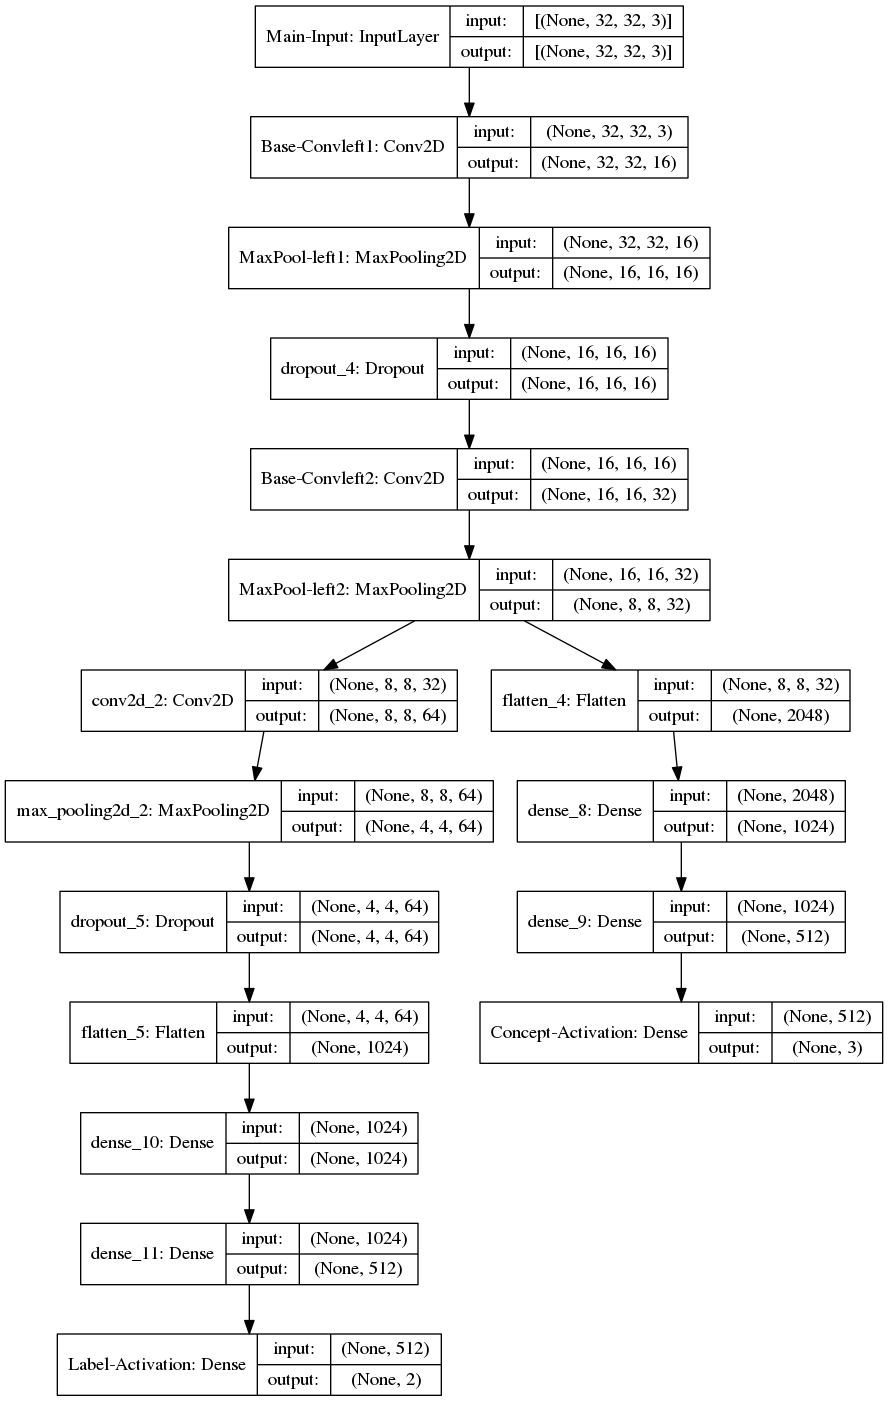 Main-Input: InputLayer
input: [(None, 32, 32, 3)]
output: [(None, 32, 32, 3)]
Base-Convleft1: Conv2D
input: (None, 32, 32, 3)
output: (None, 32, 32, 16)
MaxPool-left1: MaxPooling2D
input: (None, 32, 32, 16)
output: (None, 16, 16, 16)
dropout_4: Dropout
input: (None, 16, 16, 16)
output: (None, 16, 16, 16)
Base-Convleft2: Conv2D
input: (None, 16, 16, 16)
output: (None, 16, 16, 32)
MaxPool-left2: MaxPooling2D
input: (None, 16, 16, 32)
output: (None, 8, 8, 32)
conv2d_2: Conv2D
input: (None, 8, 8, 32)
output: (None, 8, 8, 64)
flatten_4: Flatten
input: (None, 8, 8, 32)
output: (None, 2048)
max_pooling2d_2: MaxPooling2D
input: (None, 8, 8, 64)
output: (None, 4, 4, 64)
dense_8: Dense
input: (None, 2048)
output: (None, 1024)
dropout_5: Dropout
input: (None, 4, 4, 64)
output: (None, 4, 4, 64)
dense_9: Dense
input: (None, 1024)
output: (None, 512)
flatten_5: Flatten
input: (None, 4, 4, 64)
output: (None, 1024)
Concept-Activation: Dense
input: (None, 512)
output: (None, 3)
dense_10: Dense
input: (None, 1024)
output: (None, 1024)
dense_11: Dense
input: (None, 1024)
output: (None, 512)
Label-Activation: Dense
input: (None, 512)
output: (None, 2)